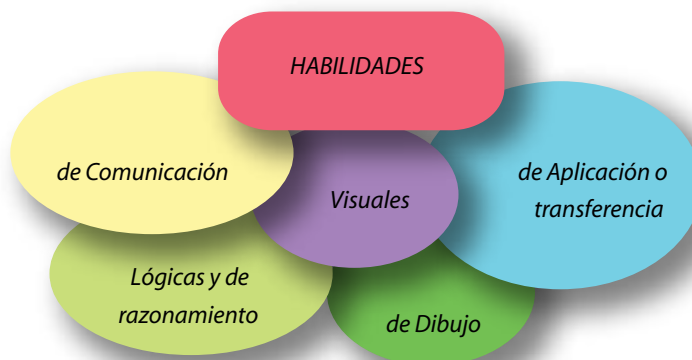 HABILIDADES
de Comunicación
Visuales
de Aplicación o
transferencia
Lógicas y de
razonamiento
de Dibujo